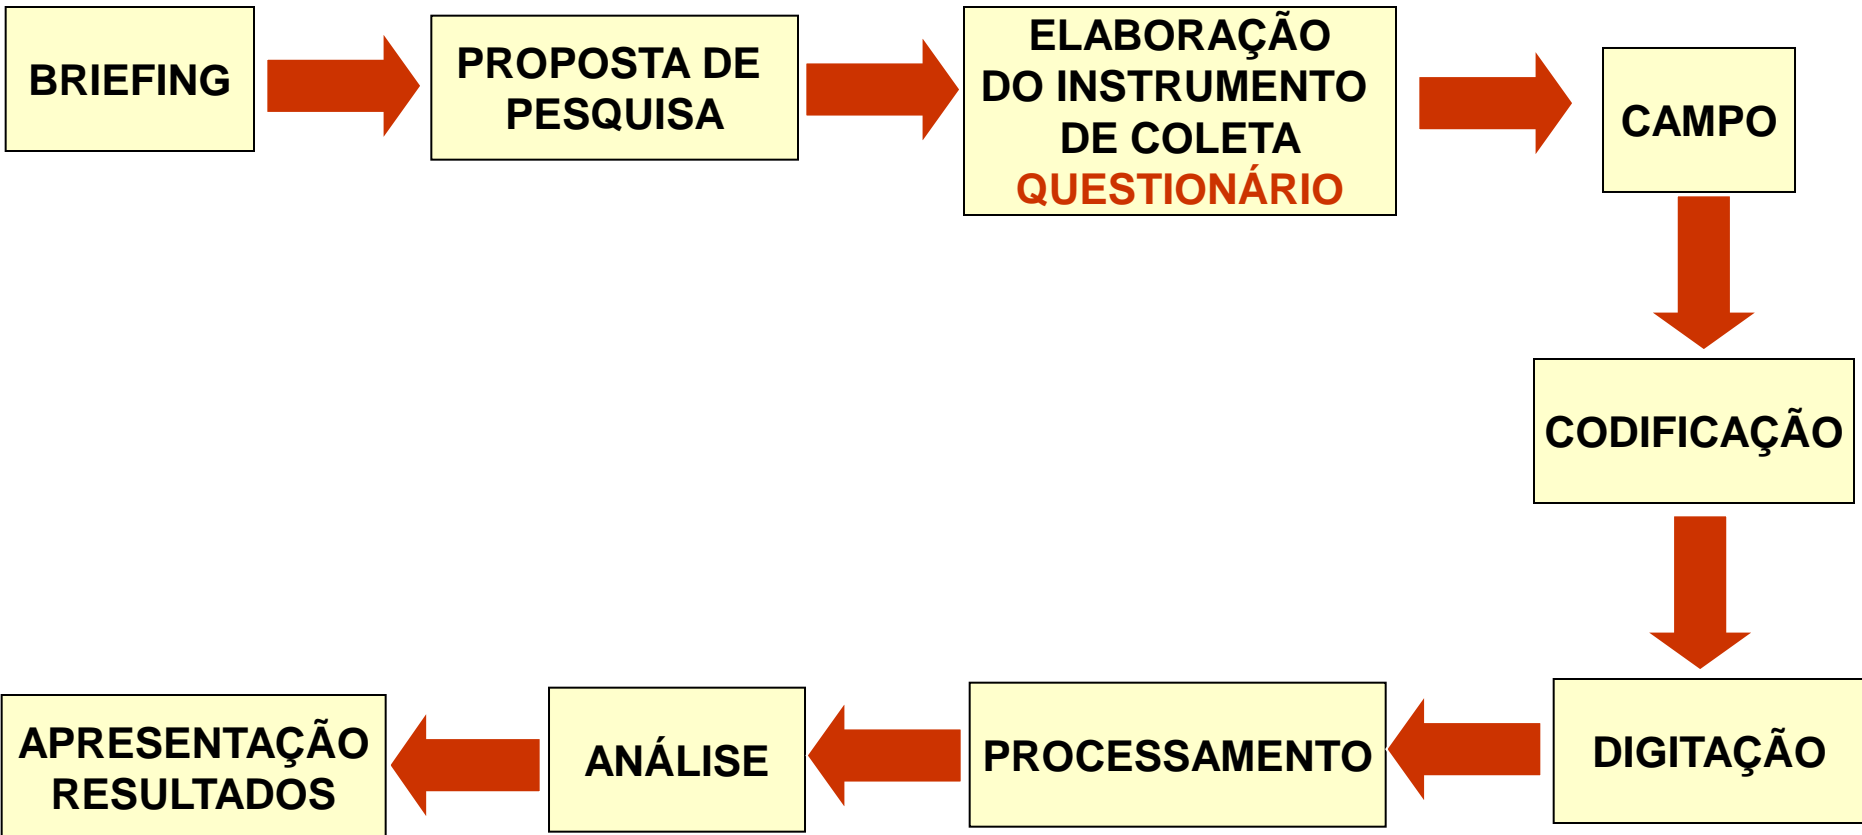 BRIEFING
PROPOSTA DE
PESQUISA
ELABORAÇÃO
DO INSTRUMENTO
DE COLETA
QUESTIONÁRIO
CAMPO
CODIFICAÇÃO
DIGITAÇÃO
PROCESSAMENTO
ANÁLISE
APRESENTAÇÃO
RESULTADOS